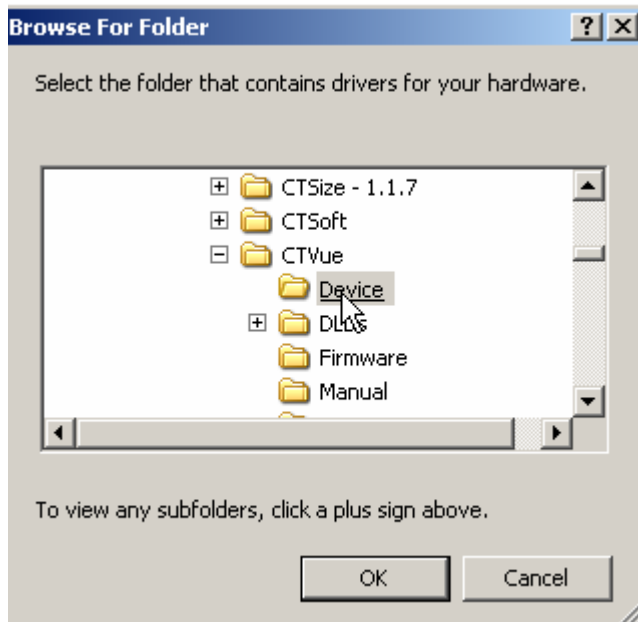 Browse For Folder
Select the folder that contains drivers for your hardware.
CTSize - 1.1.7
CTSoft
CTVue
Device
Firmware
Manual
To view any subfolders, click a plus sign above.
OK Cancel